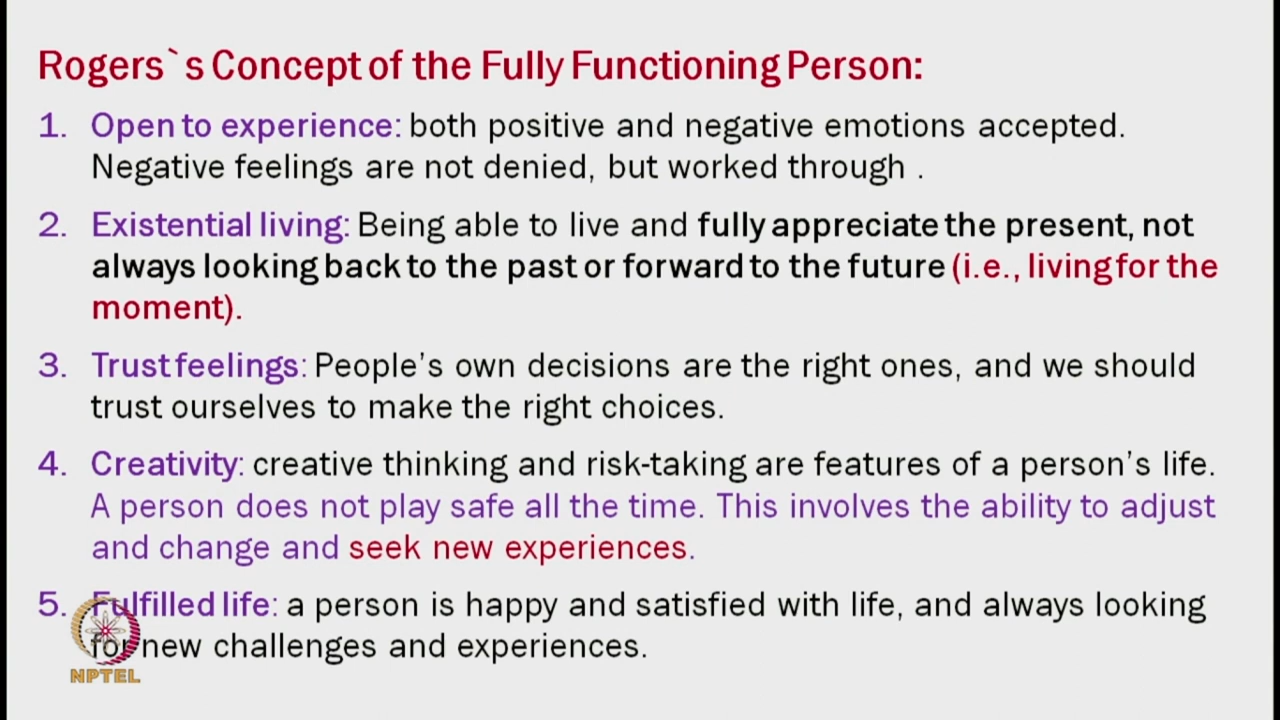 Rogers`s Concept of the Fully Functioning Person:
1. Open to experience: both positive and negative emotions accepted.
Negative feelings are not denied, but worked through .
2. Existential living: Being able to live and fully appreciate the present, not
always looking back to the past or forward to the future (i.e., living for the
moment).
3. Trust feelings: People’s own decisions are the right ones, and we should
trust ourselves to make the right choices.
4. Creativity: creative thinking and risk-taking are features of a person’s life.
A person does not play safe all the time. This involves the ability to adjust
and change and seek new experiences.
5. Fulfilled life: a person is happy and satisfied with life, and always looking
for new challenges and experiences.
NPTEL